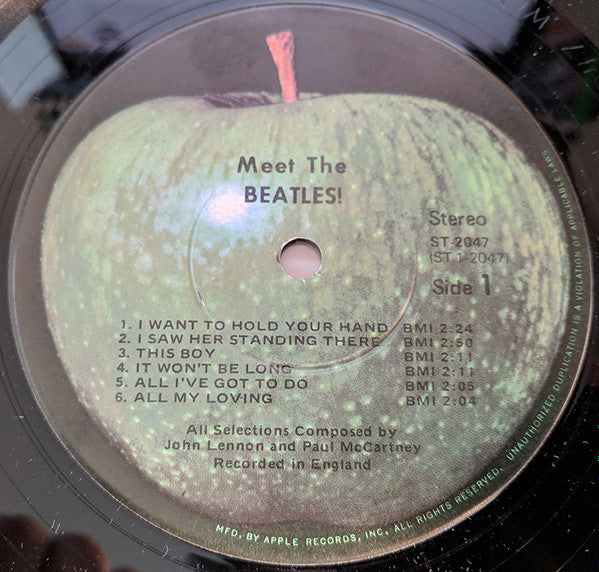 Meet The
BEATLES!
Stereo
ST 2047
(ST 1-2047)
Side 1
1. I WANT TO HOLD YOUR HAND BMI 2:24
2. I SAW HER STANDING THERE BMI 2:50
3. THIS BOY BMI 2:11
4. IT WON'T BE LONG BMI 2:11
5. ALL I'VE GOT TO DO BMI 2:05
6. ALL MY LOVING BMI 2:04
All Selections Composed by
John Lennon and Paul McCartney
Recorded in England
MFD. BY APPLE RECORDS, INC. ALL RIGHTS RESERVED. UNAUTHORIZED DUPLICATION IS A VIOLATION OF APPLICABLE LAWS.